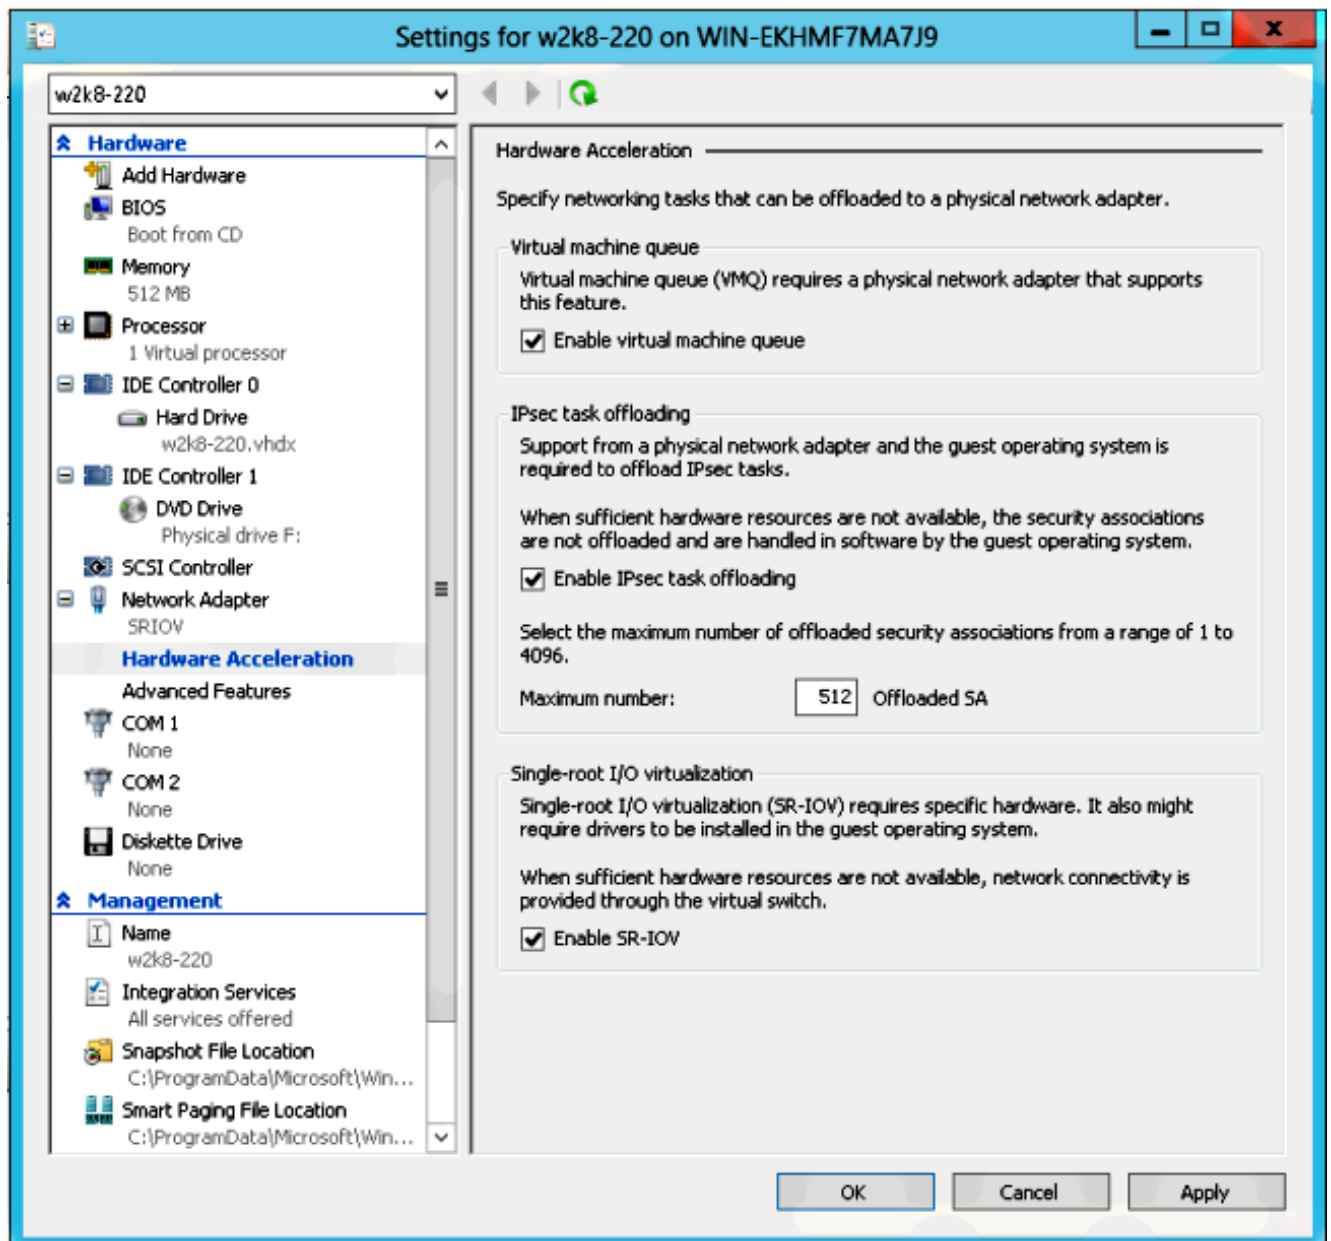 Settings for w2k8-220 on WIN-EKHMF7MA7J9
w2k8-220
Hardware
Add Hardware
BIOS
Boot from CD
Memory
512 MB
Processor
1 Virtual processor
IDE Controller 0
Hard Drive
w2k8-220.vhdx
IDE Controller 1
DVD Drive
Physical drive F:
SCSI Controller
Network Adapter
SRIOV
Hardware Acceleration
Advanced Features
COM 1
None
COM 2
None
Diskette Drive
None
Management
Name
w2k8-220
Integration Services
All services offered
Snapshot File Location
C:\ProgramData\Microsoft\Win...
Smart Paging File Location
C:\ProgramData\Microsoft\Win...
Hardware Acceleration
Specify networking tasks that can be offloaded to a physical network adapter.
Virtual machine queue
Virtual machine queue (VMQ) requires a physical network adapter that supports
this feature.
Enable virtual machine queue
IPsec task offloading
Support from a physical network adapter and the guest operating system is
required to offload IPsec tasks.
When sufficient hardware resources are not available, the security associations
are not offloaded and are handled in software by the guest operating system.
Enable IPsec task offloading
Select the maximum number of offloaded security associations from a range of 1 to
4096.
Maximum number: 512 Offloaded SA
Single-root I/O virtualization
Single-root I/O virtualization (SR-IOV) requires specific hardware. It also might
require drivers to be installed in the guest operating system.
When sufficient hardware resources are not available, network connectivity is
provided through the virtual switch.
Enable SR-IOV
OK Cancel Apply